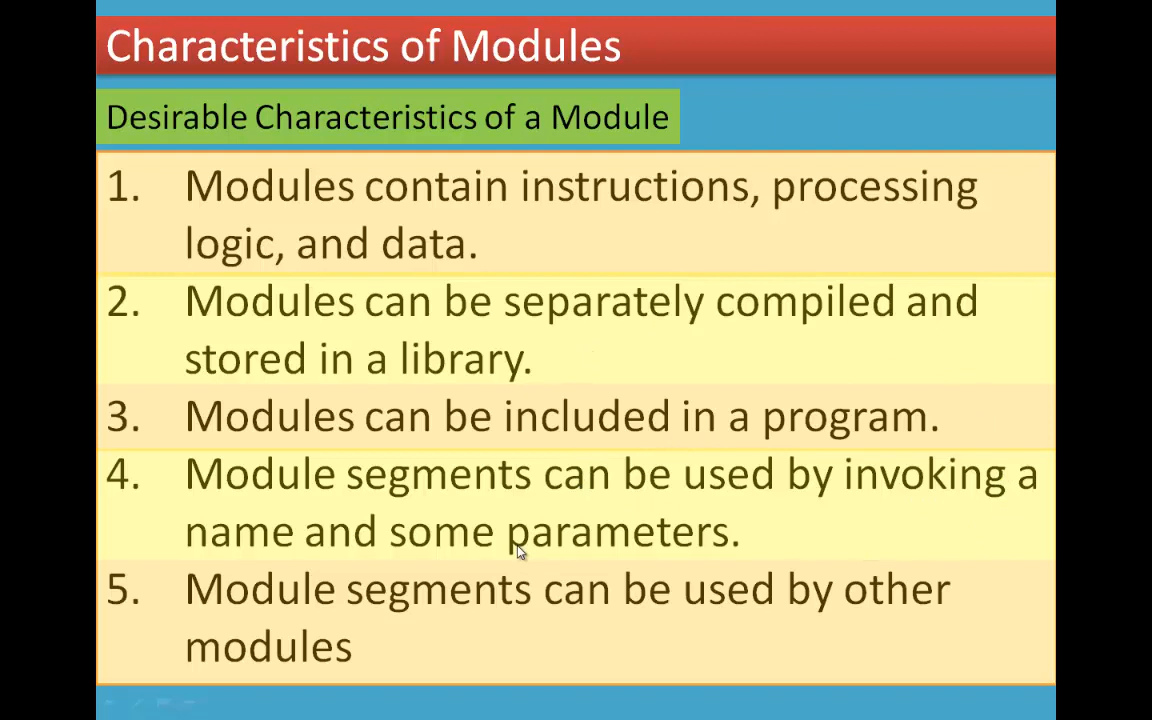 Characteristics of Modules
Desirable Characteristics of a Module
1. Modules contain instructions, processing
logic, and data.
2. Modules can be separately compiled and
stored in a library.
3. Modules can be included in a program.
4. Module segments can be used by invoking a
name and some parameters.
5. Module segments can be used by other
modules